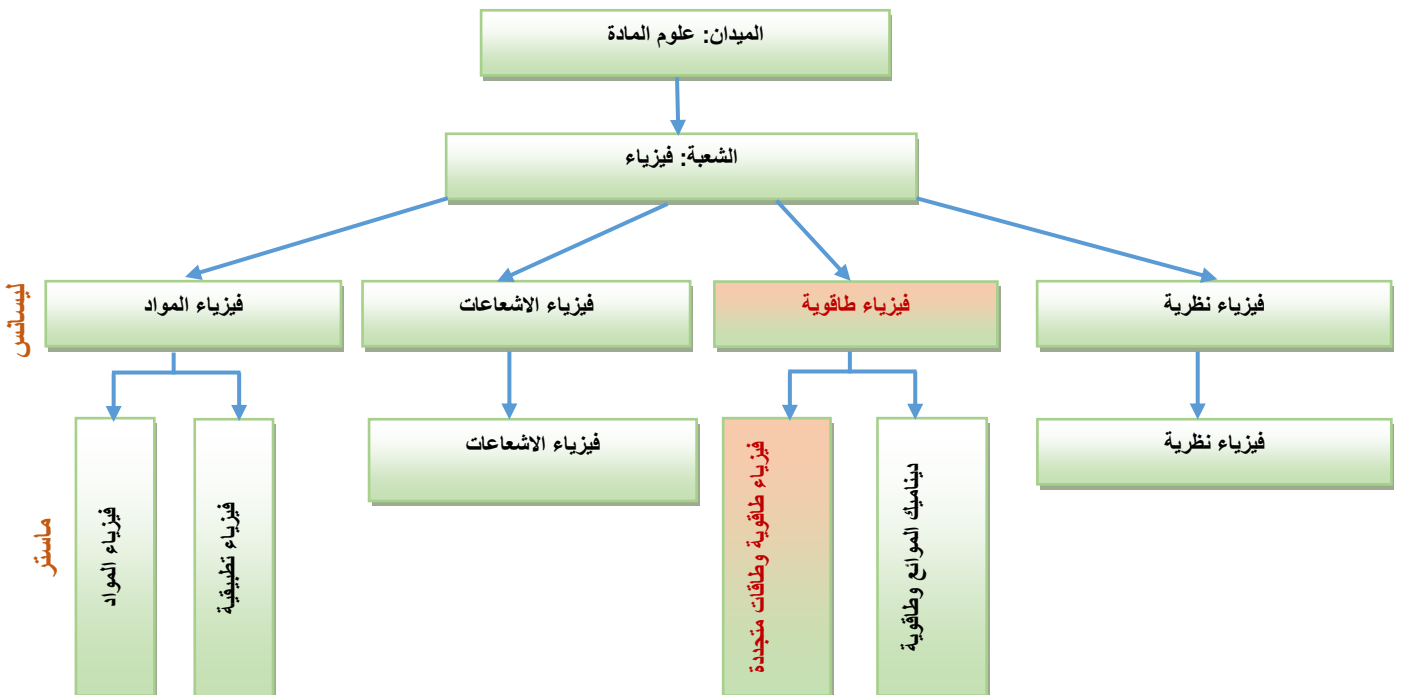 الميدان: علوم المادة
الشعبة: فيزياء
ليسانس
فيزياء نظرية
فيزياء طاقوية
فيزياء الاشعاعات
فيزياء المواد
ماستر
فيزياء نظرية
ديناميك الموائع وطاقوية
فيزياء طاقوية وطاقات متجددة
فيزياء الاشعاعات
فيزياء تطبيقية
فيزياء المواد